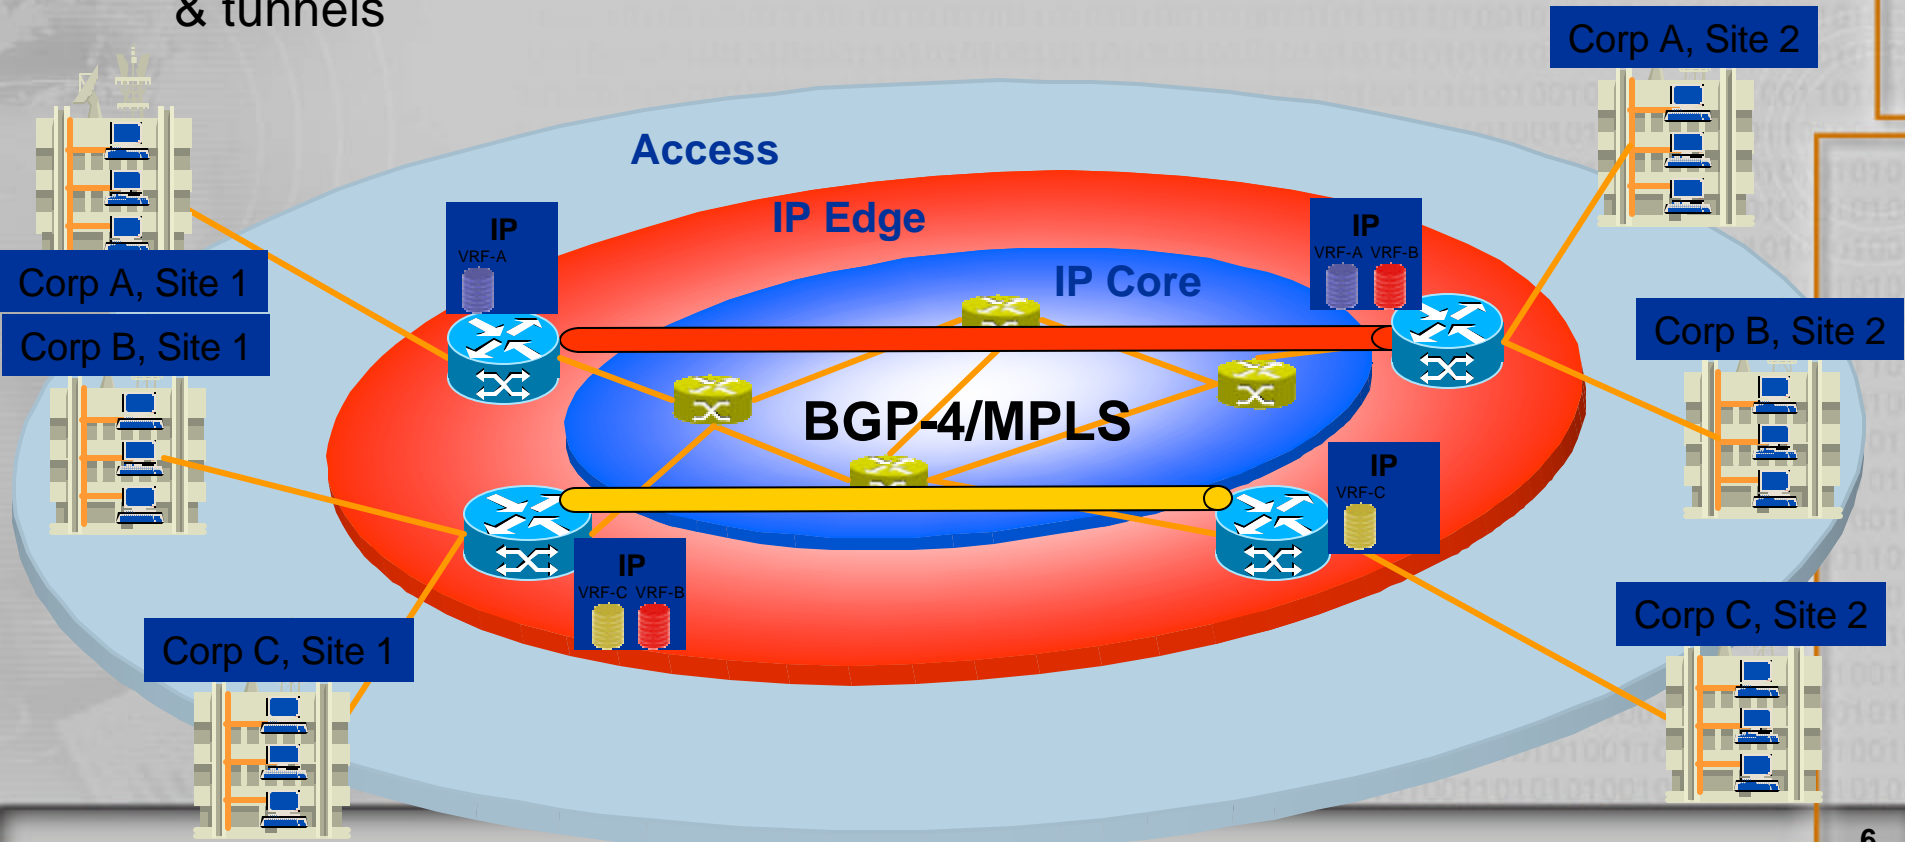 & tunnels
Corp A, Site 2
Access
IP Edge
IP
VRF-A
IP
VRF-A VRF-B
IP Core
Corp A, Site 1
Corp B, Site 1
Corp B, Site 2
BGP-4/MPLS
IP
VRF-C
IP
VRF-C VRF-B
Corp C, Site 1
Corp C, Site 2
6